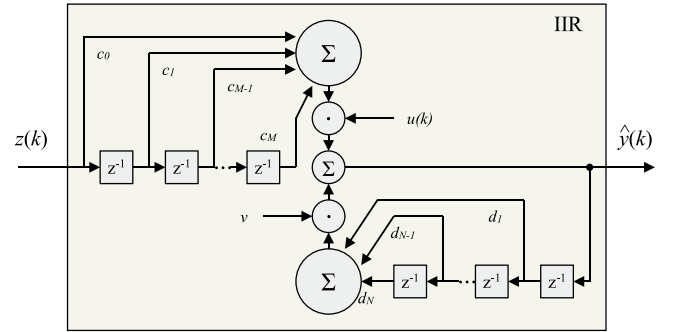 IIR
Σ
c0
c1
cM-1
cM
u(k)
z(k)
ŷ(k)
z-1
z-1
...
z-1
Σ
v
d1
dN-1
Σ
dN
z-1
...
z-1
z-1